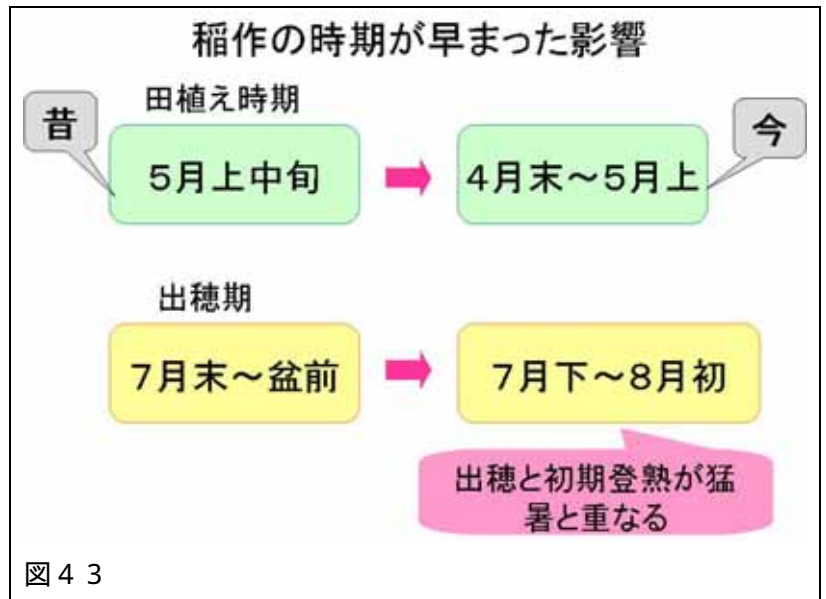 稲作の時期が早まった影響
田植え時期
昔
今
5月上中旬
4月末～5月上
出穂期
7月末～盆前
7月下～8月初
出穂と初期登熟が猛
暑と重なる
図43